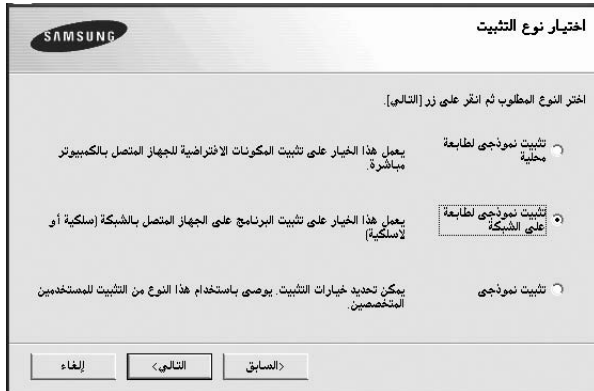 اختيار نوع التثبيت
SAMSUNG
اختر النوع المطلوب ثم انقر على زر [التالي].
تثبيت نموذجي لطابعة
محلية
يعمل هذا الخيار على تثبيت المكونات الافتراضية للجهاز المتصل بالكمبيوتر
مباشرة.
تثبيت نموذجي لطابعة
على الشبكة
يعمل هذا الخيار على تثبيت البرنامج على الجهاز المتصل بالشبكة (سلكية أو
لاسلكية)
تثبيت نموذجي
يمكن تحديد خيارات التثبيت. يوصى باستخدام هذا النوع من التثبيت للمستخدمين
المتخصصين.
<السابق
التالي>
إلغاء